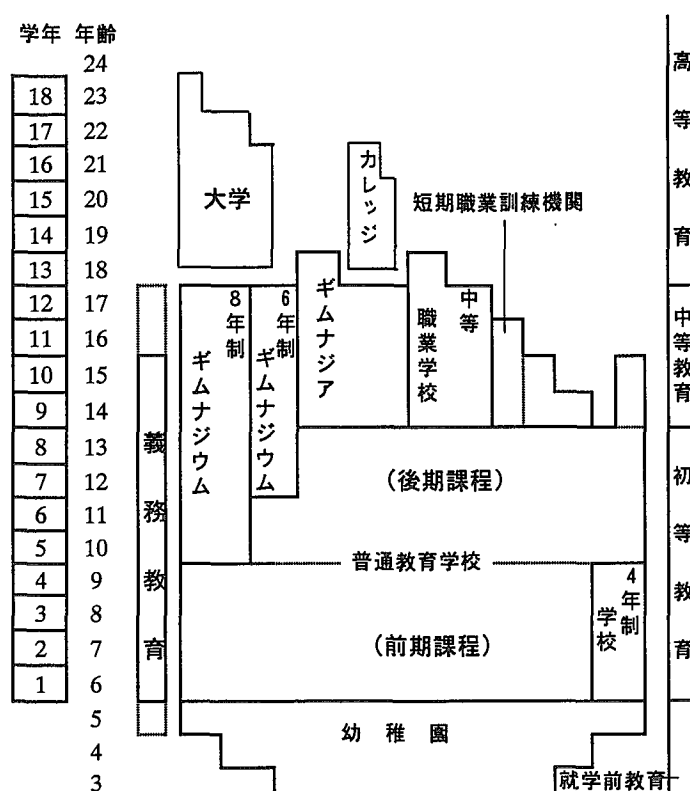 学年 年齢
24
18 23
17 22
16 21
15 20
14 19
13 18
12 17
11 16
10 15
9 14
8 13
7 12
6 11
5 10
4 9
3 8
2 7
1 6
5
4
3
義務教育
大学
カレッジ
短期職業訓練機関
8年制
ギムナジウム
6年制
ギムナジウム
ギムナジア
職業学校
中等
(後期課程)
普通教育学校
(前期課程)
4年制
学校
幼稚園
就学前教育
高等教育
中等教育
初等教育